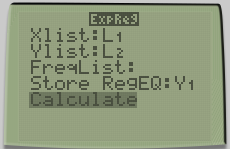 ExpReg
Xlist:L₁
Ylist:L₂
FreqList:
Store RegEQ:Y₁
Calculate